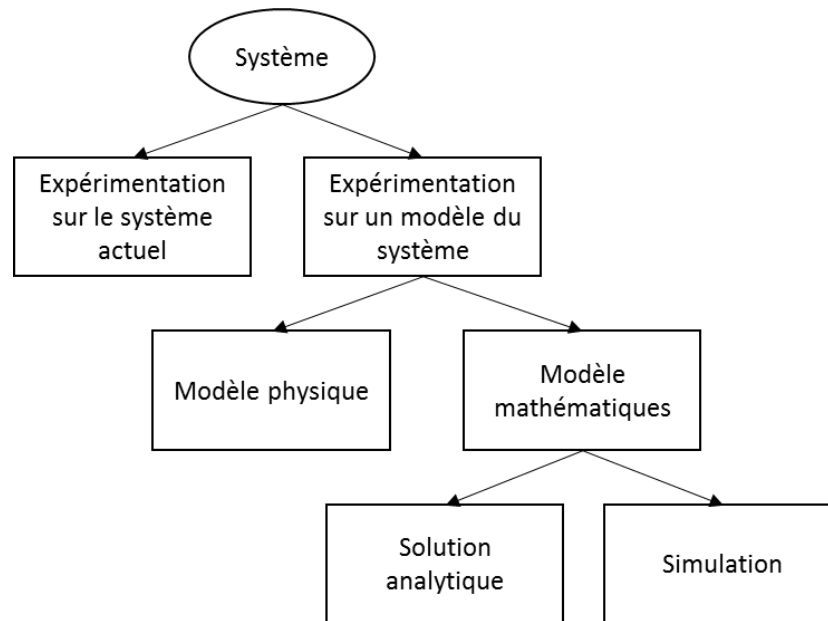 Système
Expérimentation
sur le système
actuel
Expérimentation
sur un modèle du
système
Modèle physique
Modèle
mathématiques
Solution
analytique
Simulation